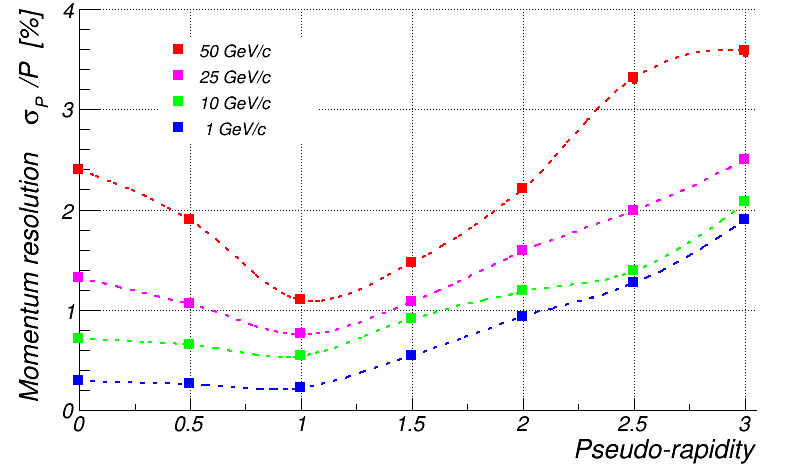 Momentum resolution σP /P [%]
4
3
2
1
0
50 GeV/c
25 GeV/c
10 GeV/c
1 GeV/c
0 0.5 1 1.5 2 2.5 3
Pseudo-rapidity